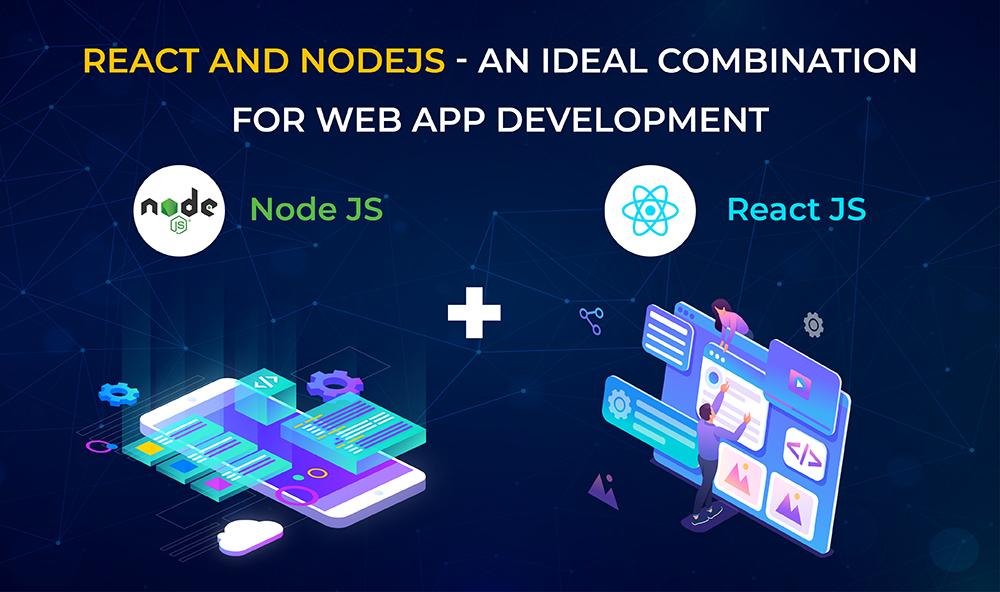 REACT AND NODEJS - AN IDEAL COMBINATION
FOR WEB APP DEVELOPMENT
node
JS
Node JS
React JS